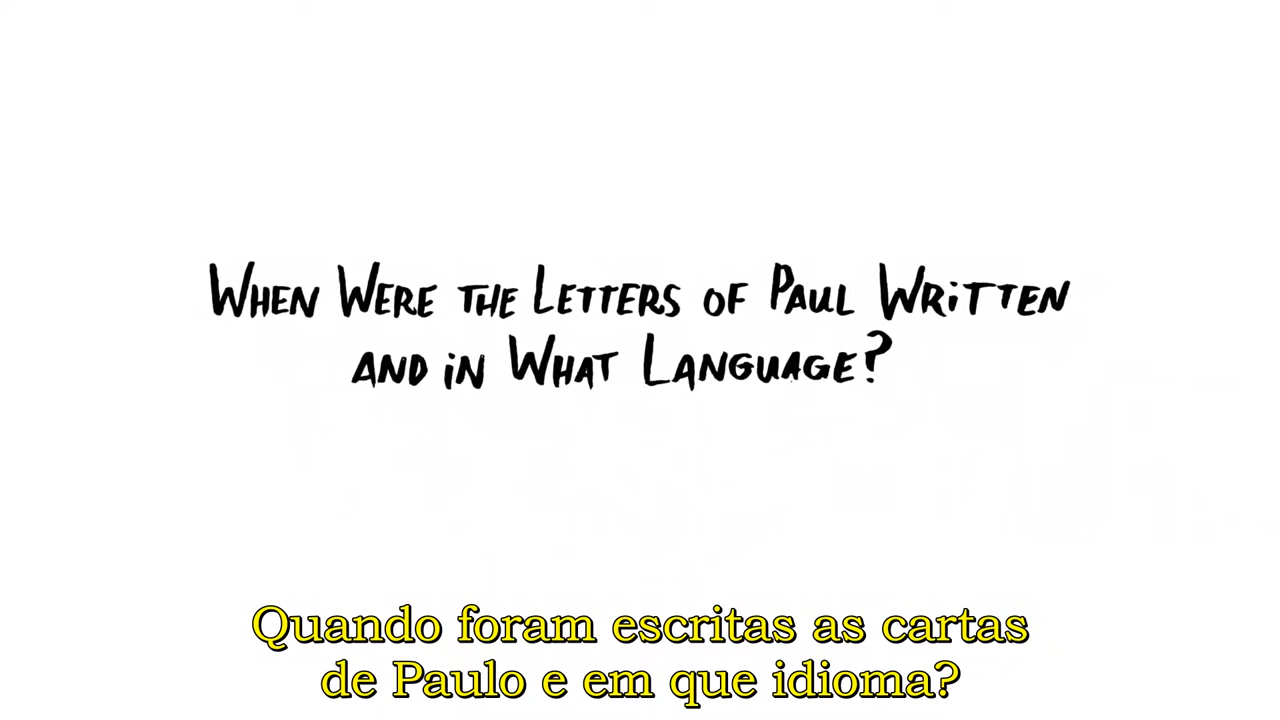 When Were the Letters of Paul Written
and in What Language?
Quando foram escritas as cartas
de Paulo e em que idioma?